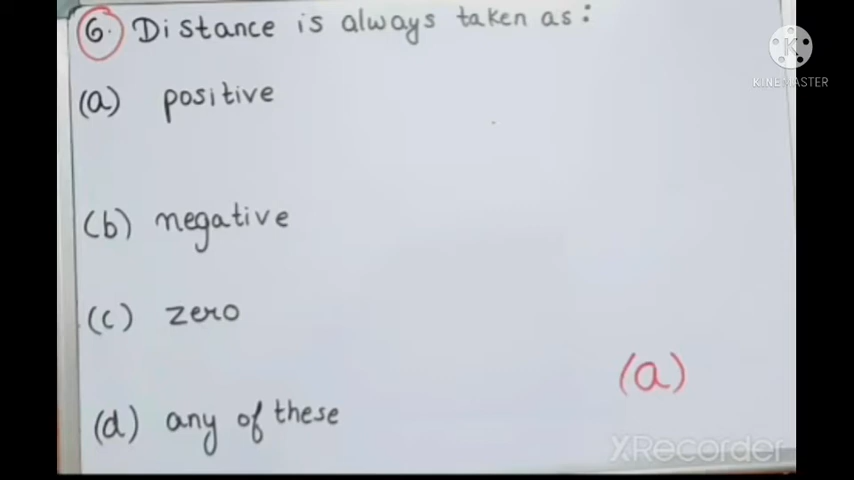 6. Distance is always taken as:
(a) positive
(b) negative
(c) zero
(d) any of these
(a)
K
KINEMASTER
XRecorder